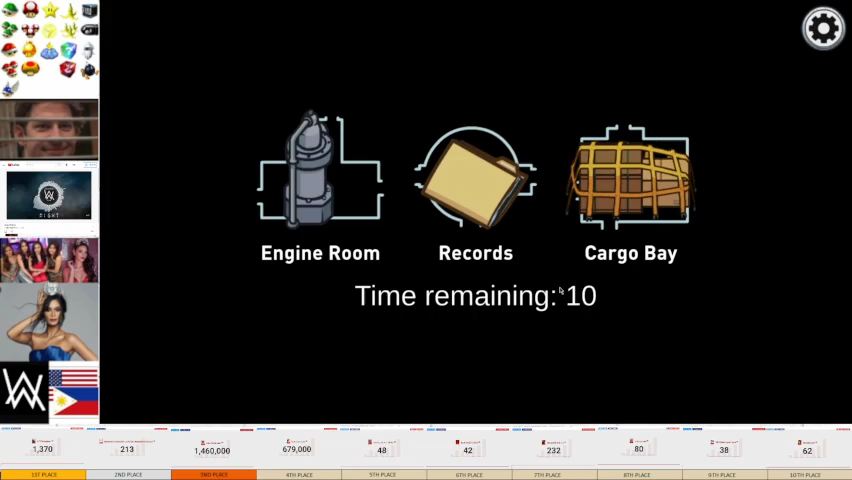 EIGHT
Engine Room
Records
Cargo Bay
Time remaining: 10
1,370
213
1,460,000
679,000
48
42
232
80
38
62
1ST PLACE
2ND PLACE
3RD PLACE
4TH PLACE
5TH PLACE
6TH PLACE
7TH PLACE
8TH PLACE
9TH PLACE
10TH PLACE